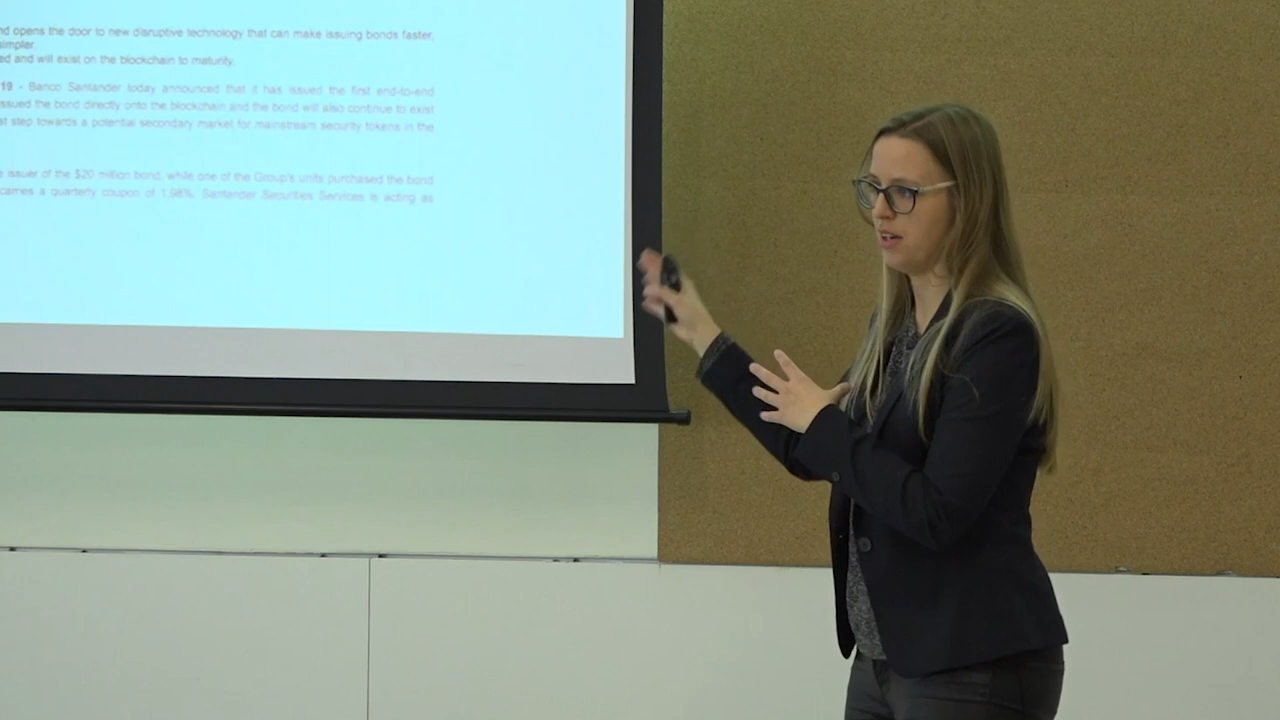 nd opens the door to new disruptive technology that can make issuing bonds faster,
simpler.
ed and will exist on the blockchain to maturity.
19 - Banco Santander today announced that it has issued the first end-to-end
ssued the bond directly onto the blockchain and the bond will also continue to exist
st step towards a potential secondary market for mainstream security tokens in the
e issuer of the $20 million bond, while one of the Group's units purchased the bond
carries a quarterly coupon of 1.98%. Santander Securities Services is acting as